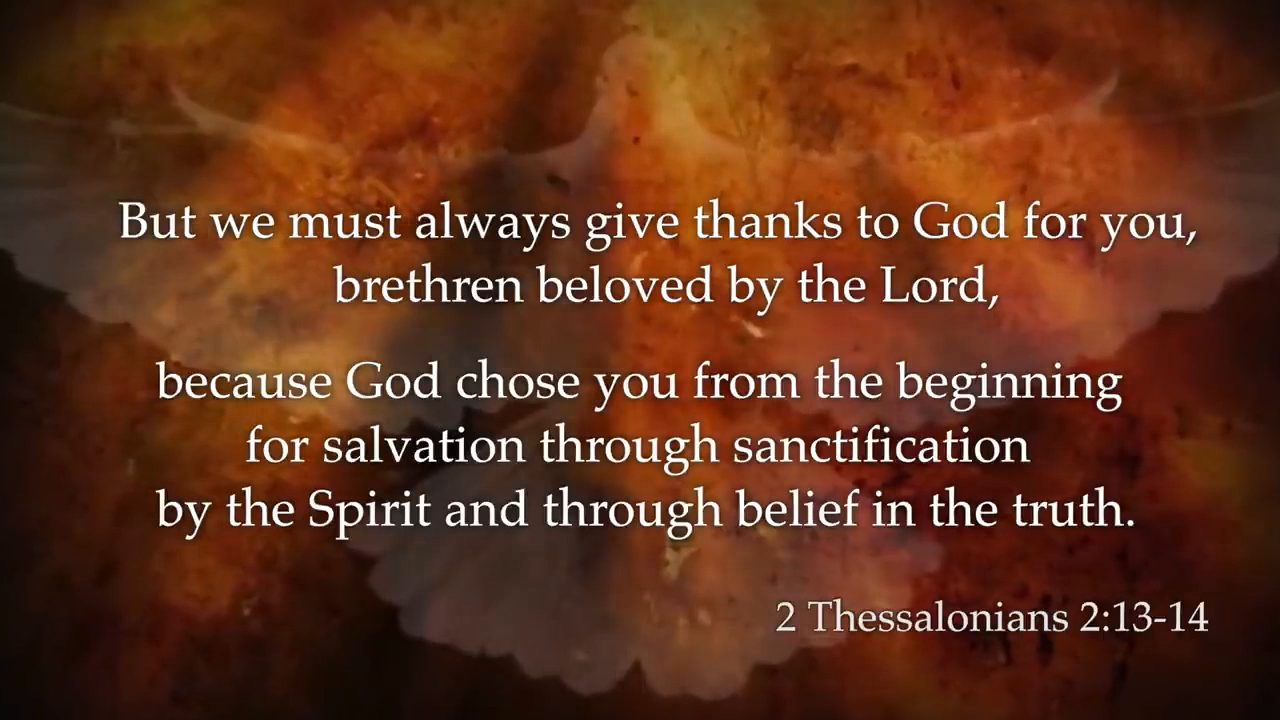 But we must always give thanks to God for you,
brethren beloved by the Lord,
because God chose you from the beginning
for salvation through sanctification
by the Spirit and through belief in the truth.
2 Thessalonians 2:13-14